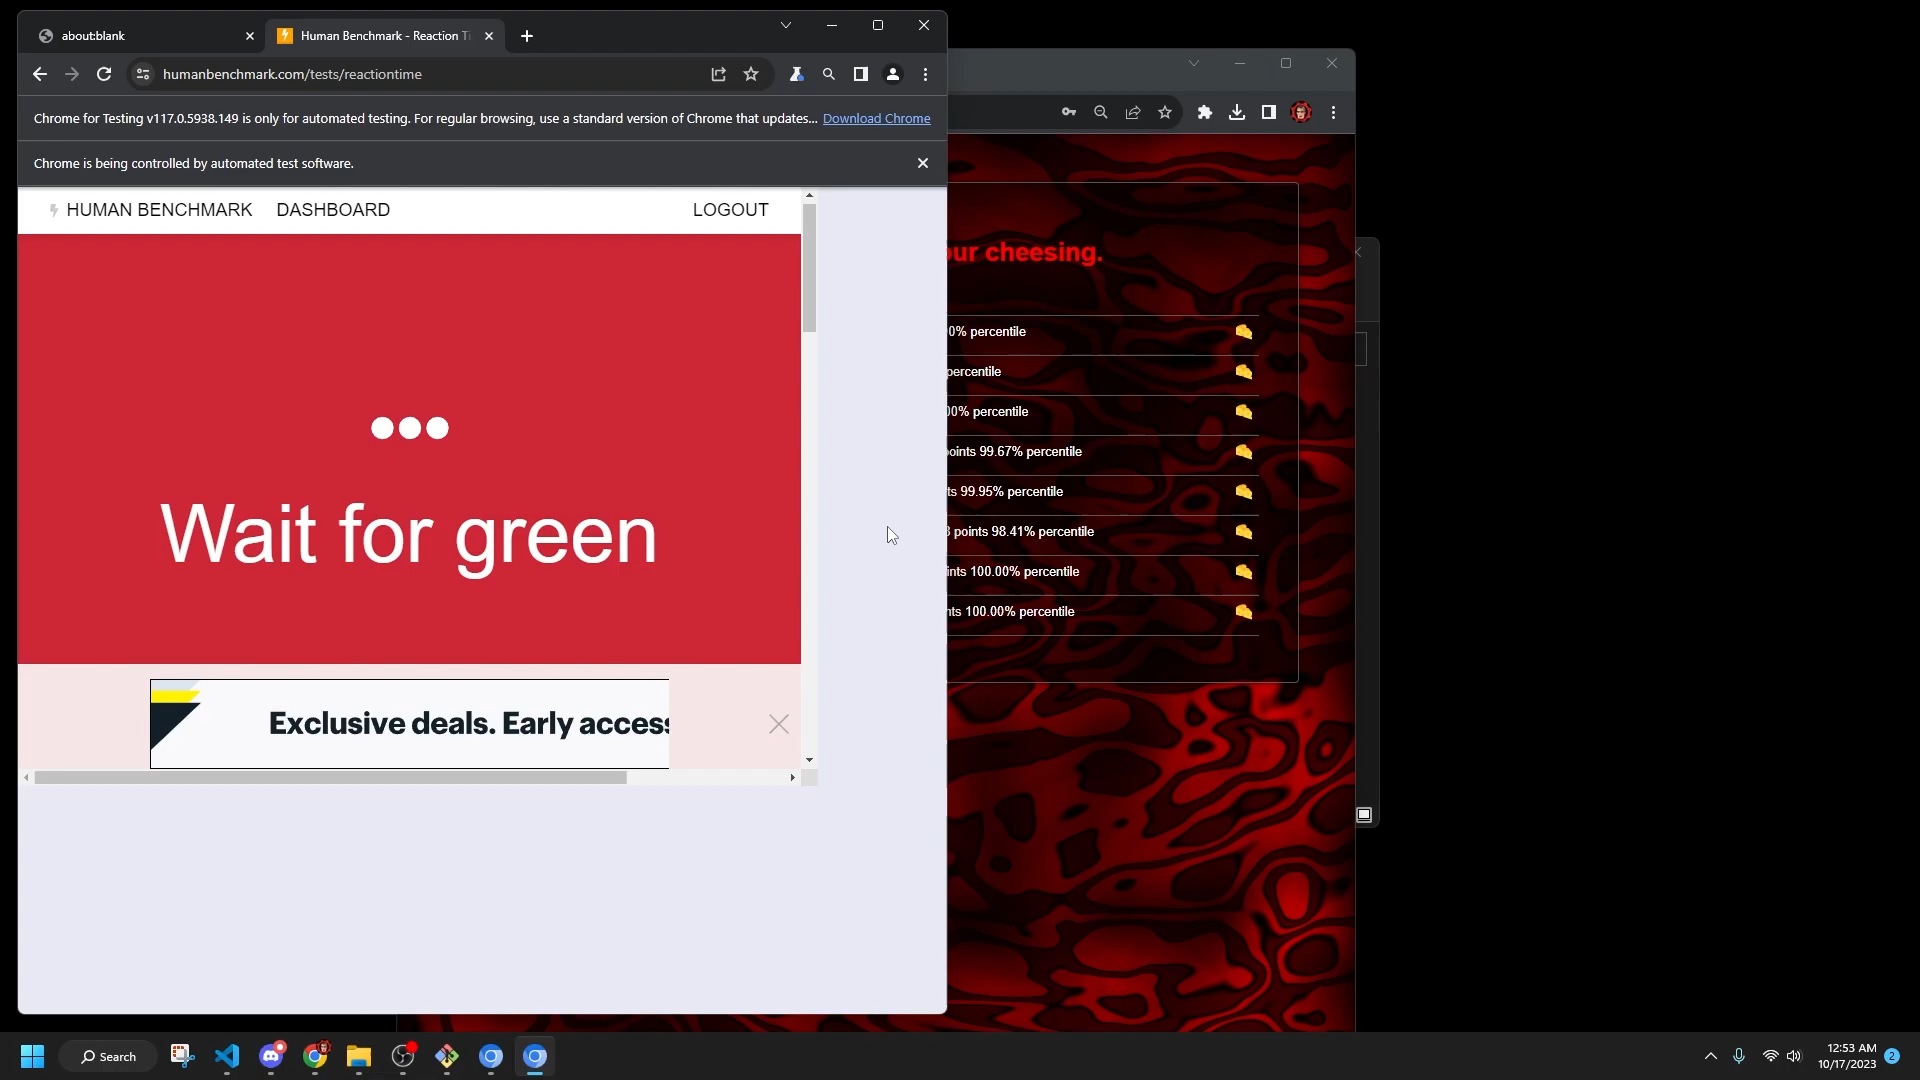 about:blank
Human Benchmark - Reaction Ti
humanbenchmark.com/tests/reactiontime
Chrome for Testing v117.0.5938.149 is only for automated testing. For regular browsing, use a standard version of Chrome that updates... Download Chrome
Chrome is being controlled by automated test software.
HUMAN BENCHMARK DASHBOARD LOGOUT
Wait for green
Exclusive deals. Early access
our cheesing.
0% percentile
percentile
00% percentile
points 99.67% percentile
ts 99.95% percentile
3 points 98.41% percentile
ints 100.00% percentile
nts 100.00% percentile
Search
12:53 AM
10/17/2023
2